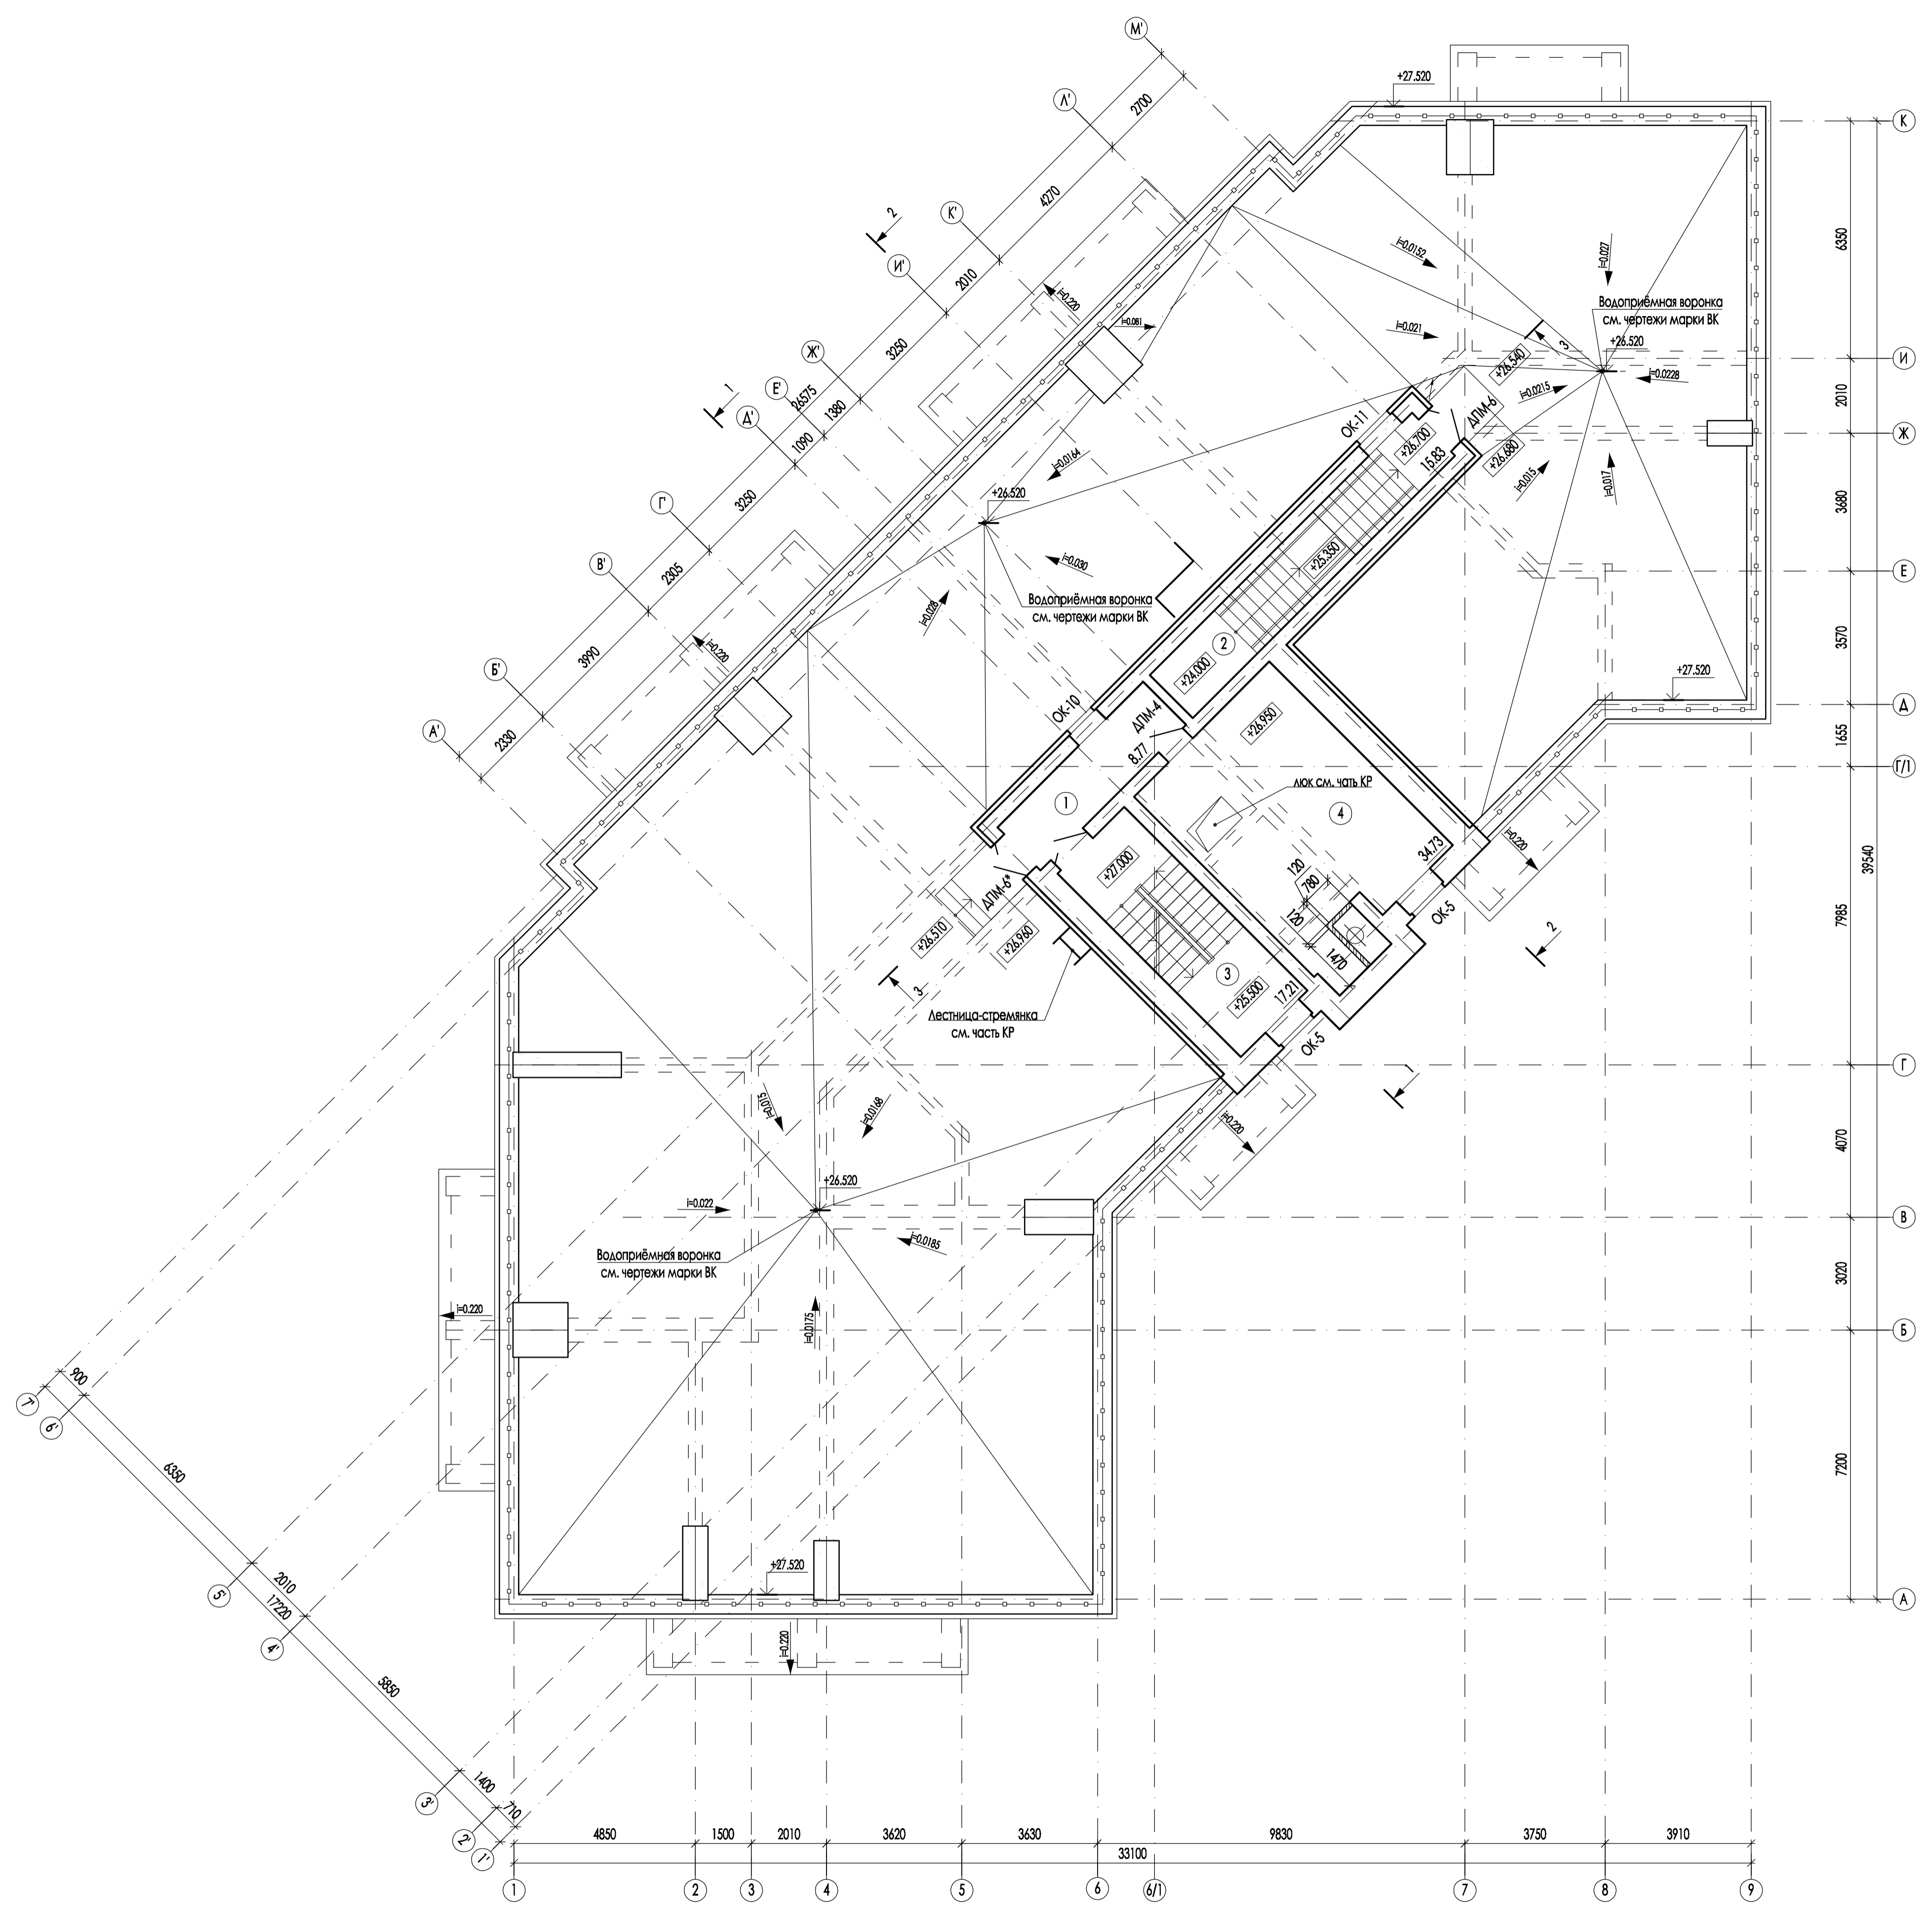 М'
Л'
К'
И'
Ж'
Е'
Д'
Г'
В'
Б'
А'
2700
4270
2010
3250
1380
1090
3250
2305
3990
2330
26575
2
1
+27.520
i=0.0152
i=0.027
Водоприёмная воронка
см. чертежи марки ВК
+26.520
i=0.021
i=0.081
i=0.220
3
+26.540
i=0.0228
i=0.0215
ОК-11
ДПМ-6
+26.700
15.83
+26.680
i=0.015
i=0.017
i=0.0164
+26.520
i=0.030
i=0.028
Водоприёмная воронка
см. чертежи марки ВК
+25.350
2
+24.000
i=0.220
ОК-10
ДПМ-4
8.77
+26.950
+27.520
люк см. чать КР
1
4
34.73
i=0.220
+27.000
120
780
120
1470
ОК-5
2
ДПМ-6*
+26.510
+26.960
3
3
+25.500
17.21
ОК-5
Лестница-стремянка
см. часть КР
1
i=0.220
i=0.015
i=0.0168
+26.520
i=0.022
i=0.0185
Водоприёмная воронка
см. чертежи марки ВК
i=0.220
i=0.0175
+27.520
i=0.220
К
И
Ж
Е
Д
Г/1
Г
В
Б
А
6350
2010
3680
3570
1655
7985
4070
3020
7200
39540
7'
6'
5'
4'
3'
2'
1'
900
6350
2010
17220
5850
1400
710
4850
1500
2010
3620
3630
9830
3750
3910
33100
1
2
3
4
5
6
6/1
7
8
9